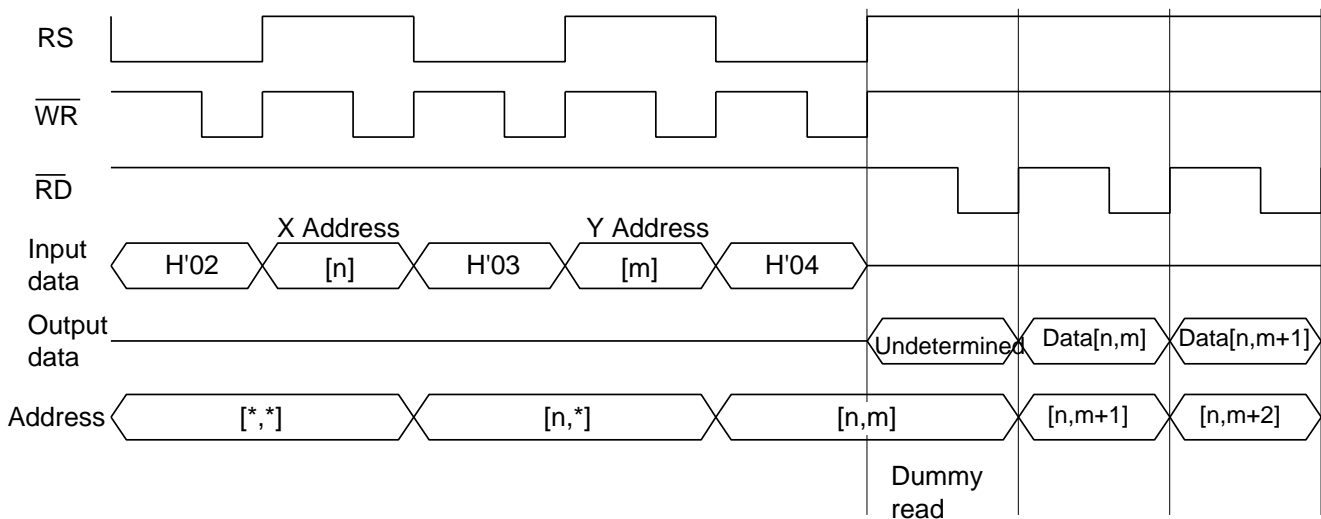 RS
WR
RD
X Address
Y Address
Input
data
H'02
[n]
H'03
[m]
H'04
Output
data
Undetermined
Data[n,m]
Data[n,m+1]
Address
[*,*]
[n,*]
[n,m]
[n,m+1]
[n,m+2]
Dummy
read